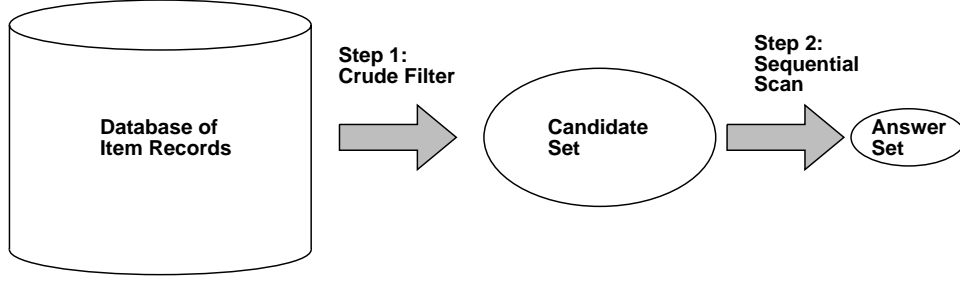 Database of
Item Records
Step 1:
Crude Filter
Candidate
Set
Step 2:
Sequential
Scan
Answer
Set